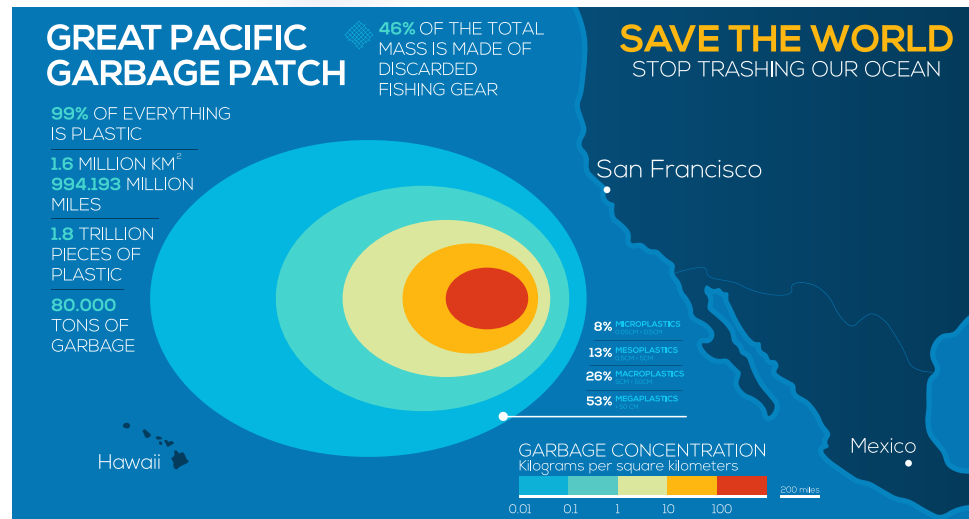 GREAT PACIFIC
GARBAGE PATCH
46% OF THE TOTAL
MASS IS MADE OF
DISCARDED
FISHING GEAR
SAVE THE WORLD
STOP TRASHING OUR OCEAN
99% OF EVERYTHING
IS PLASTIC
1.6 MILLION KM²
994.193 MILLION
MILES
1.8 TRILLION
PIECES OF
PLASTIC
80.000
TONS OF
GARBAGE
San Francisco
8% MICROPLASTICS
13% MESOPLASTICS
26% MACROPLASTICS
53% MEGAPLASTICS
Hawaii
Mexico
GARBAGE CONCENTRATION
Kilograms per square kilometers
200 miles
0.01 0.1 1 10 100